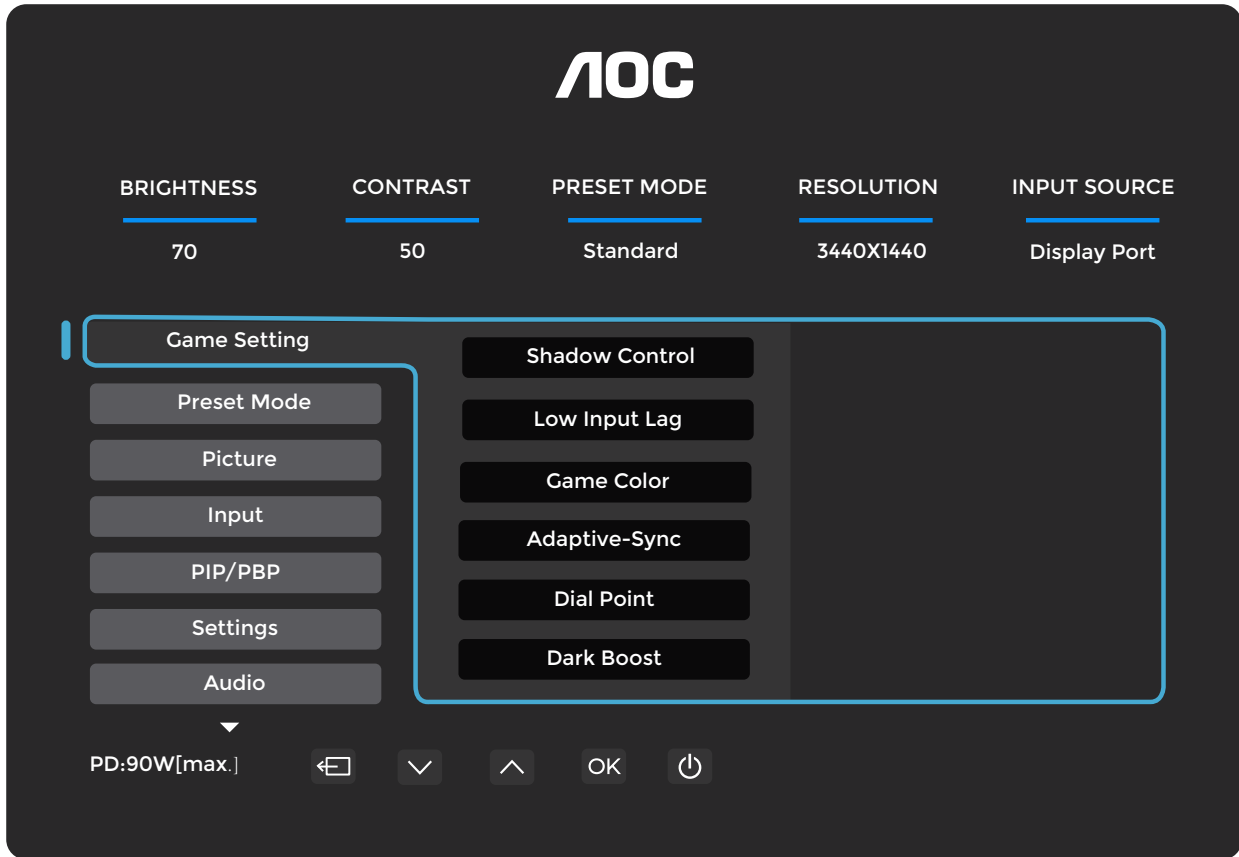 AOC
BRIGHTNESS CONTRAST PRESET MODE RESOLUTION INPUT SOURCE
70 50 Standard 3440X1440 Display Port
Game Setting
Preset Mode
Picture
Input
PIP/PBP
Settings
Audio
Shadow Control
Low Input Lag
Game Color
Adaptive-Sync
Dial Point
Dark Boost
PD:90W[max.] OK